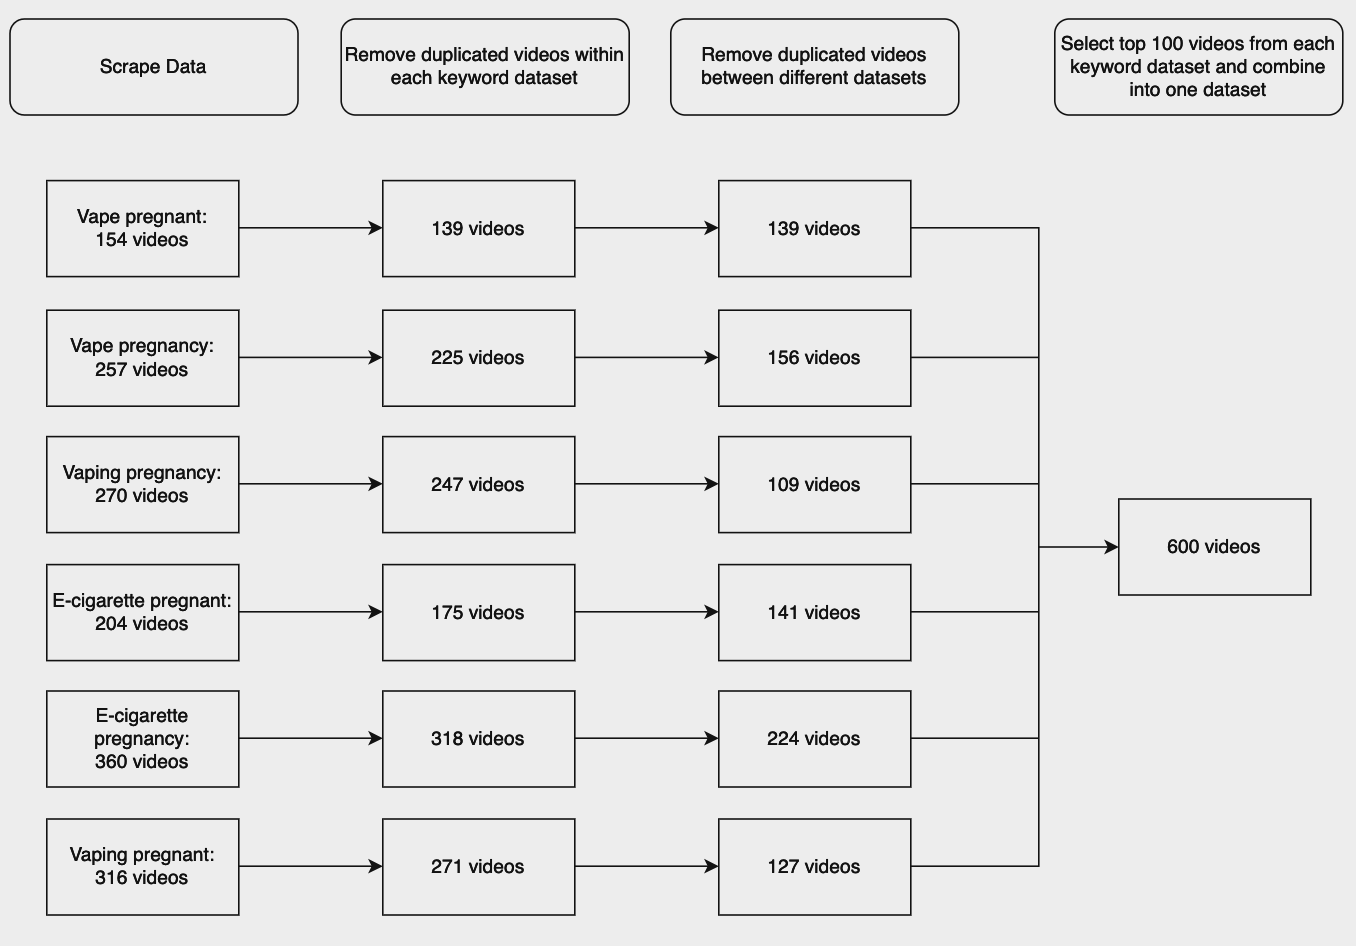 Scrape Data
Remove duplicated videos within
each keyword dataset
Remove duplicated videos
between different datasets
Select top 100 videos from each
keyword dataset and combine
into one dataset
Vape pregnant:
154 videos
139 videos
139 videos
Vape pregnancy:
257 videos
225 videos
156 videos
Vaping pregnancy:
270 videos
247 videos
109 videos
600 videos
E-cigarette pregnant:
204 videos
175 videos
141 videos
E-cigarette
pregnancy:
360 videos
318 videos
224 videos
Vaping pregnant:
316 videos
271 videos
127 videos